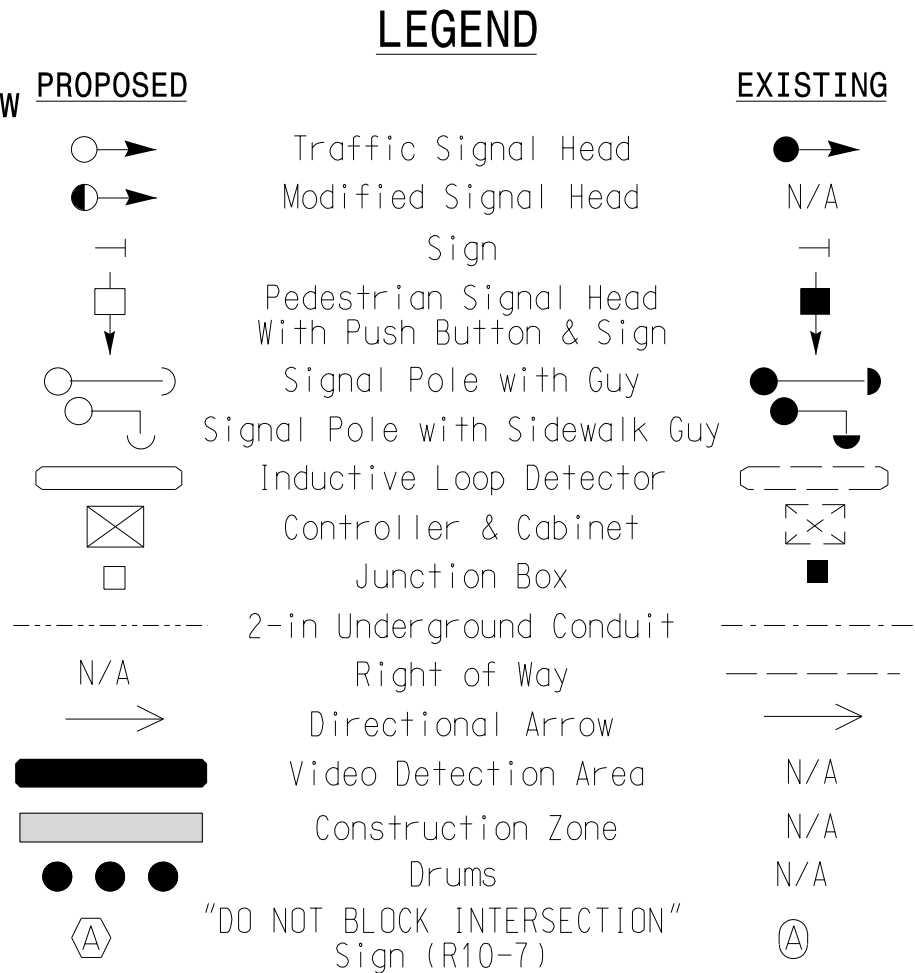 LEGEND
PROPOSED EXISTING
W
Traffic Signal Head
Modified Signal Head N/A
Sign
Pedestrian Signal Head
With Push Button & Sign
Signal Pole with Guy
Signal Pole with Sidewalk Guy
Inductive Loop Detector
Controller & Cabinet
Junction Box
2-in Underground Conduit
N/A Right of Way
Directional Arrow
Video Detection Area N/A
Construction Zone N/A
Drums N/A
"DO NOT BLOCK INTERSECTION"
A Sign (R10-7) A